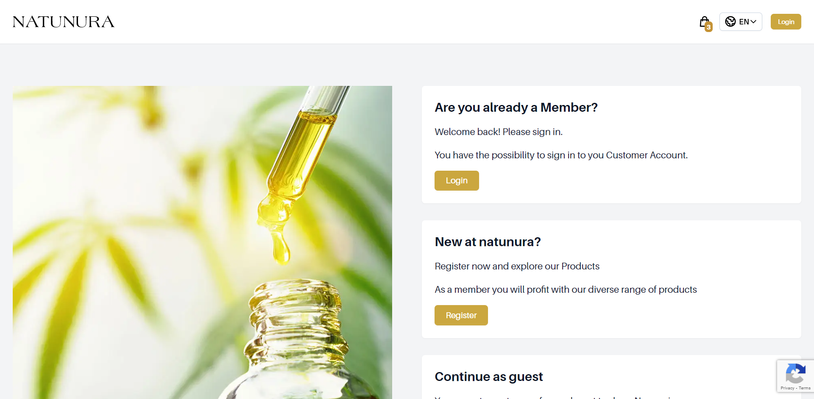 NATUNURA
3
EN
Login
Are you already a Member?
Welcome back! Please sign in.
You have the possibility to sign in to you Customer Account.
Login
New at natunura?
Register now and explore our Products
As a member you will profit with our diverse range of products
Register
Continue as guest
Privacy - Terms